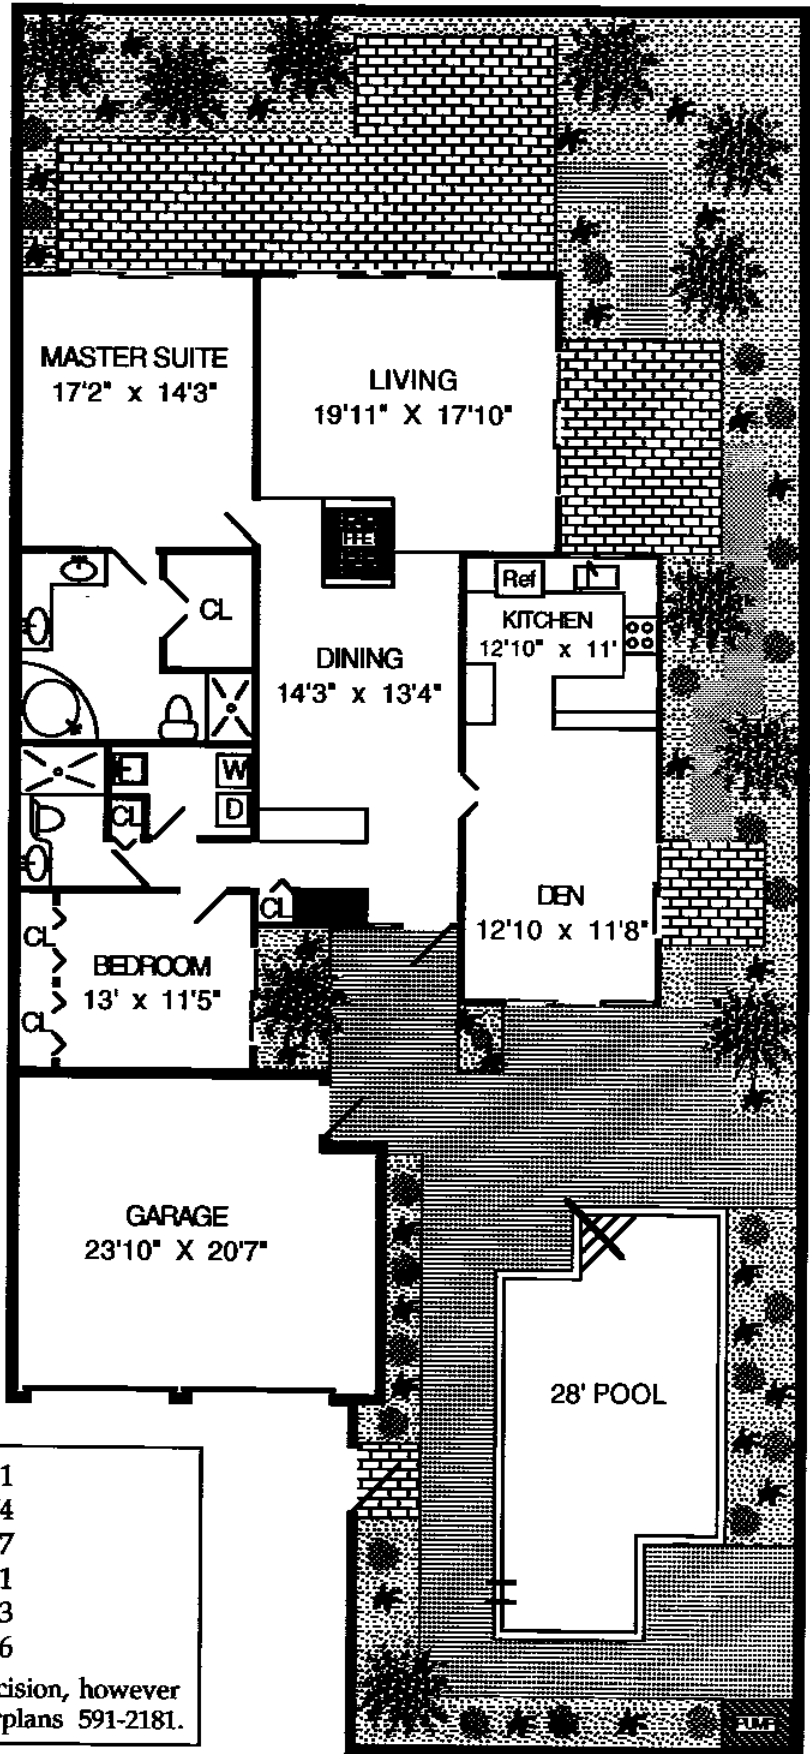 MASTER SUITE
17'2" x 14'3"
LIVING
19'11" X 17'10"
FPE
Ref
CL
KITCHEN
12'10" x 11'
DINING
14'3" x 13'4"
W
D
CL
CL
DEN
12'10 x 11'8"
CL
BEDROOM
13' x 11'5"
CL
GARAGE
23'10" X 20'7"
28' POOL
1
4
7
1
3
6
cision, however
plans 591-2181.
PUMP